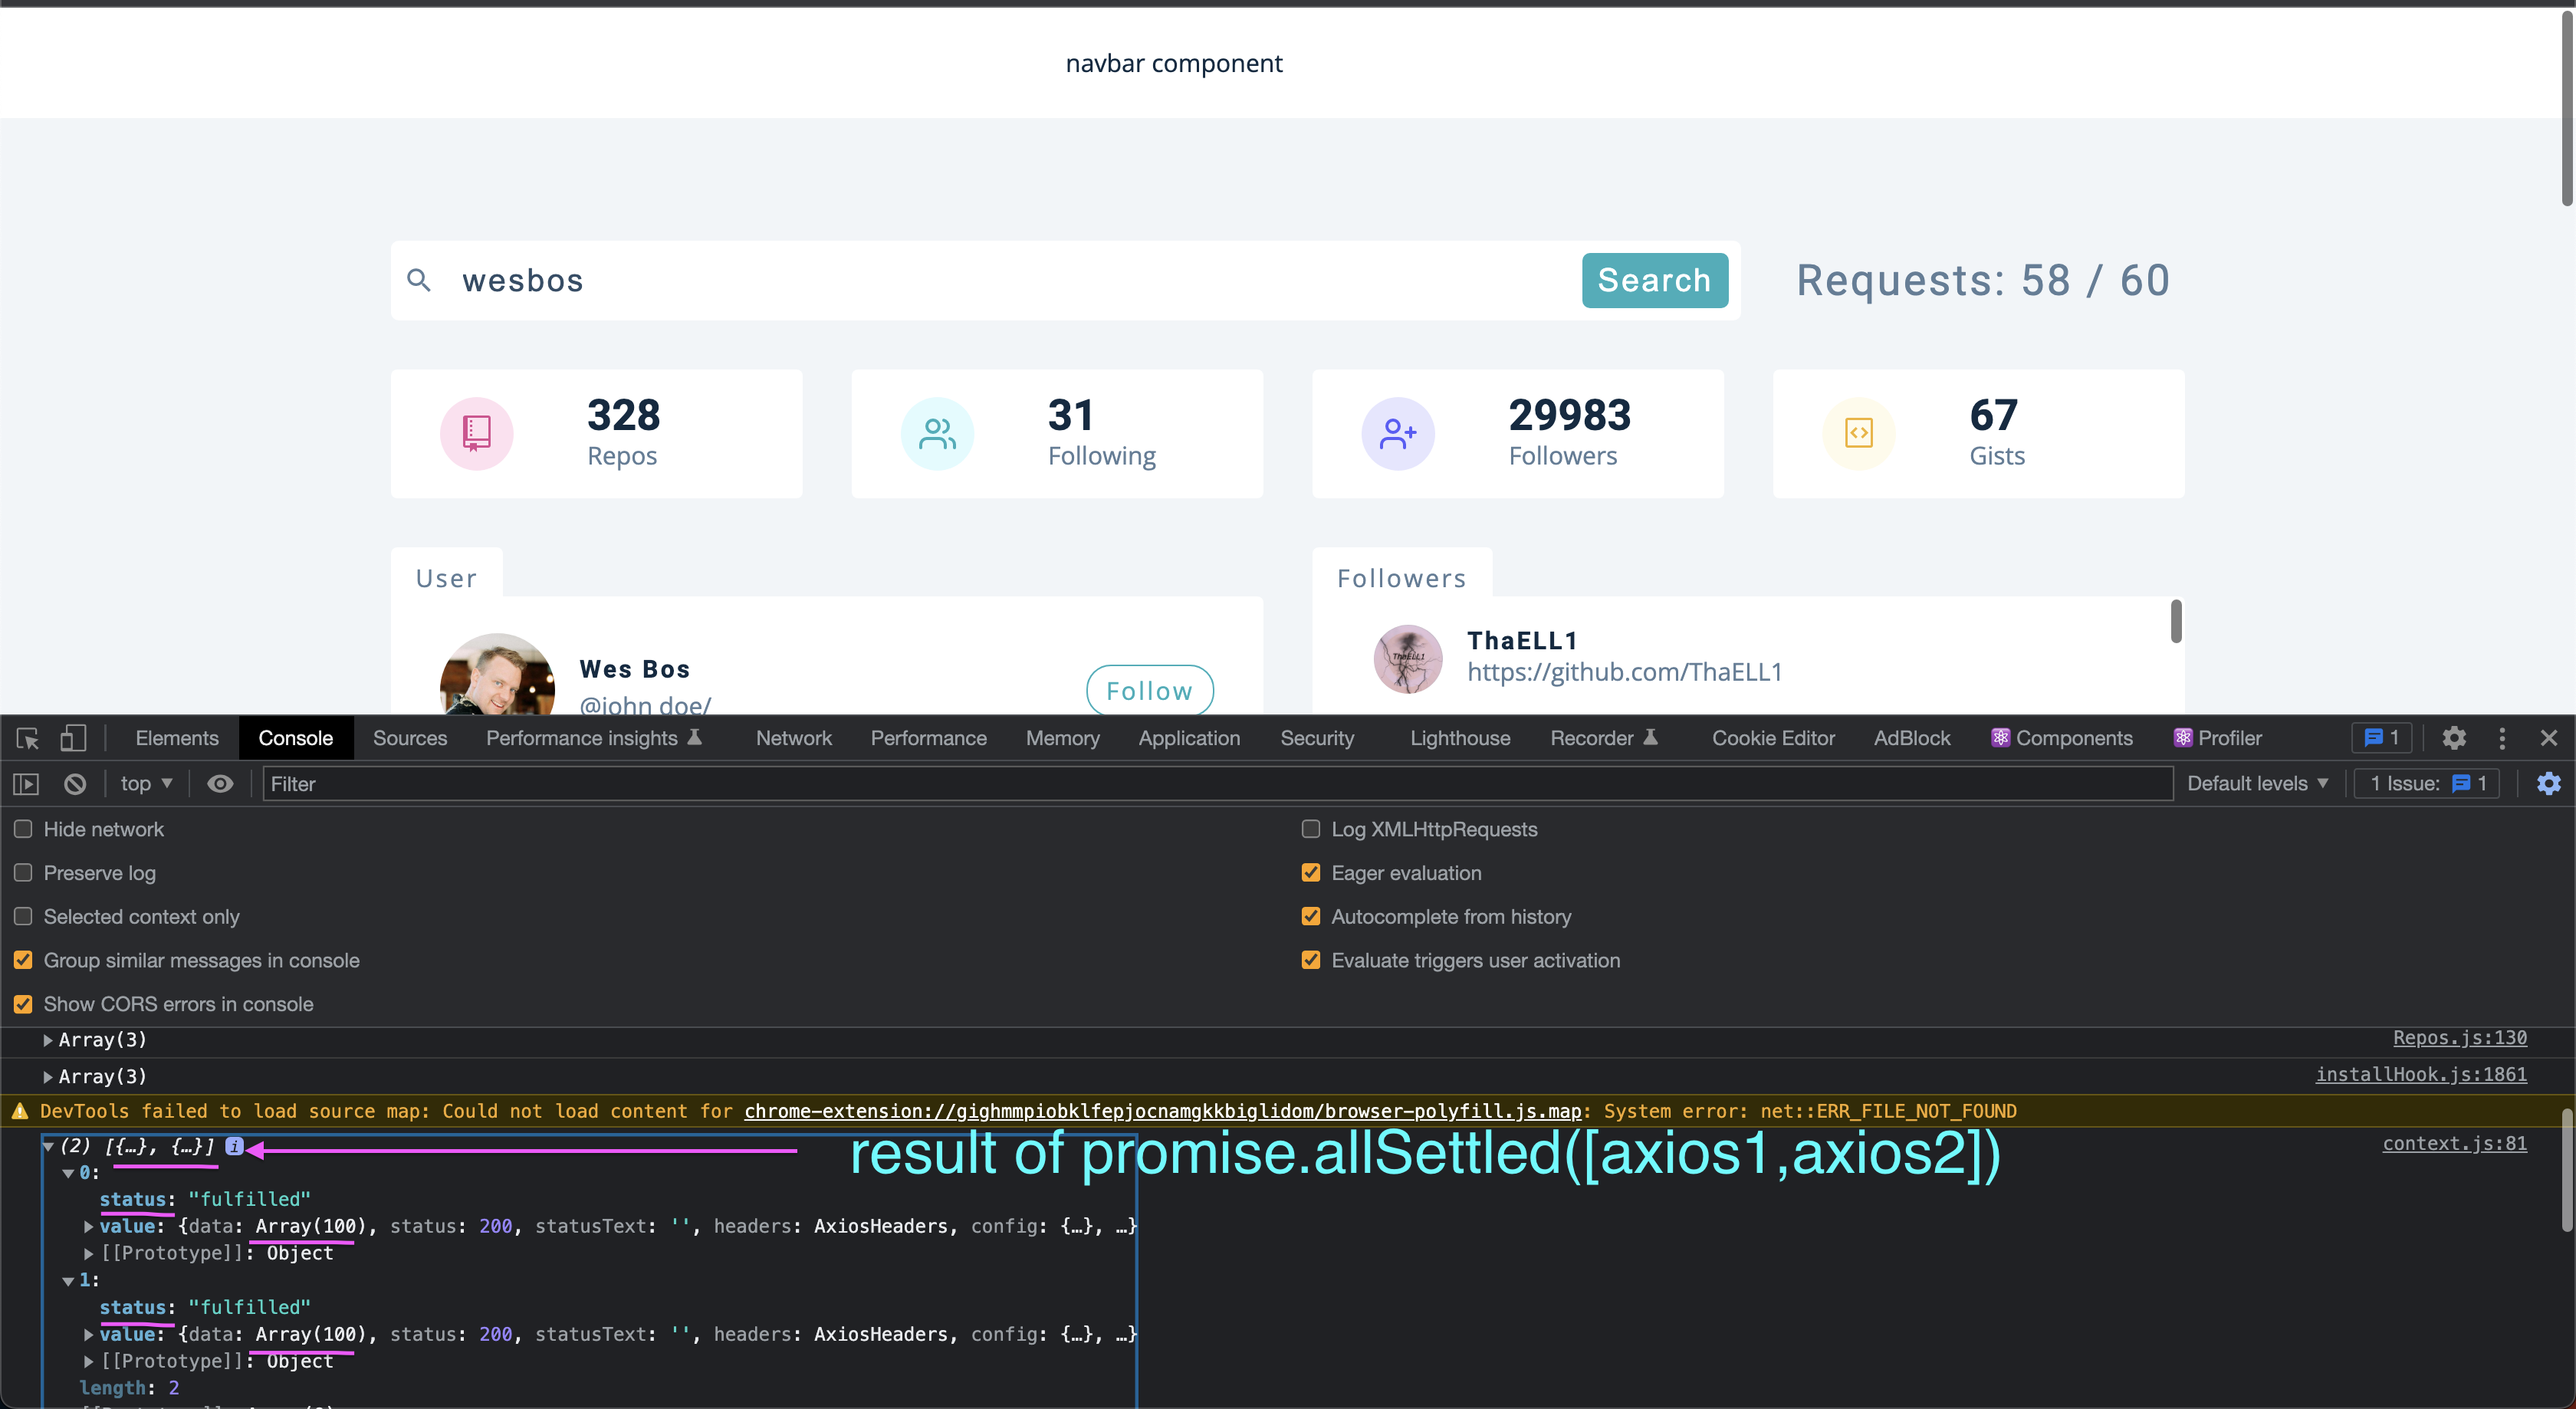 navbar component
wesbos
Search
Requests: 58 / 60
328
Repos
31
Following
29983
Followers
67
Gists
User
Followers
Wes Bos
@john doe/
Follow
ThaELL1
ThaELL1
https://github.com/ThaELL1
Elements Console Sources Performance insights Network Performance Memory Application Security Lighthouse Recorder Cookie Editor AdBlock Components Profiler 1
top Filter Default levels 1 Issue: 1
Hide network
Log XMLHttpRequests
Preserve log
Eager evaluation
Selected context only
Autocomplete from history
Group similar messages in console
Evaluate triggers user activation
Show CORS errors in console
Array(3) Repos.js:130
Array(3) installHook.js:1861
DevTools failed to load source map: Could not load content for chrome-extension://gighmmpiobklfepjocnamgkkbiglidom/browser-polyfill.js.map: System error: net::ERR_FILE_NOT_FOUND
(2) [{…}, {…}] i context.js:81
result of promise.allSettled([axios1,axios2])
0:
status: "fulfilled"
value: {data: Array(100), status: 200, statusText: '', headers: AxiosHeaders, config: {…}, …}
[[Prototype]]: Object
1:
status: "fulfilled"
value: {data: Array(100), status: 200, statusText: '', headers: AxiosHeaders, config: {…}, …}
[[Prototype]]: Object
length: 2